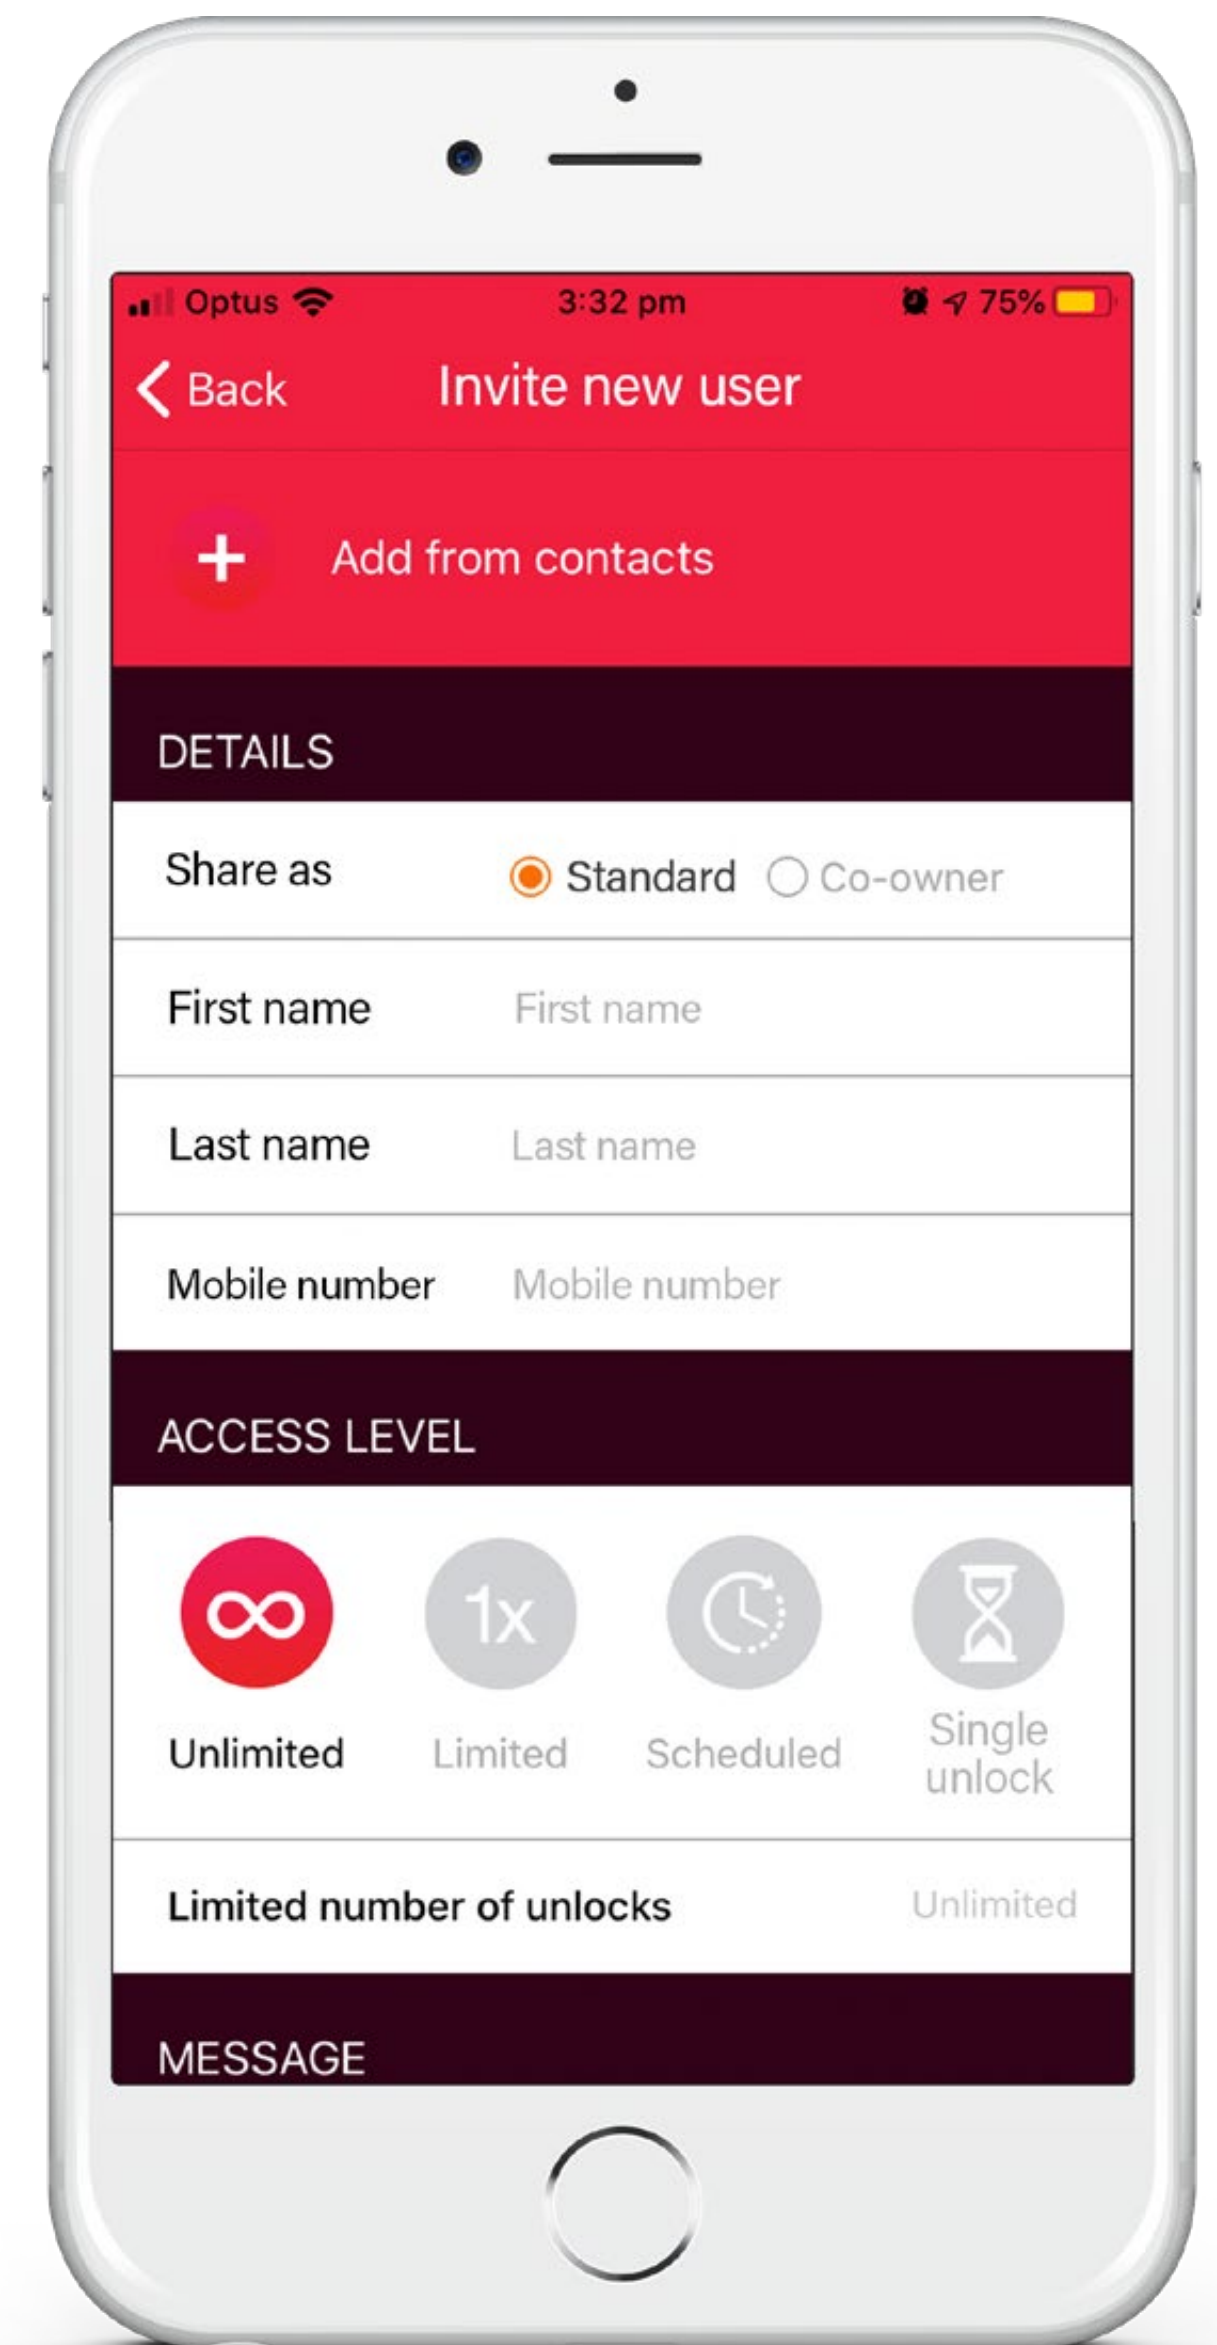 Optus 3:32 pm 75%
Back Invite new user
+ Add from contacts
DETAILS
Share as Standard Co-owner
First name First name
Last name Last name
Mobile number Mobile number
ACCESS LEVEL
1x
Unlimited Limited Scheduled Single unlock
Limited number of unlocks Unlimited
MESSAGE